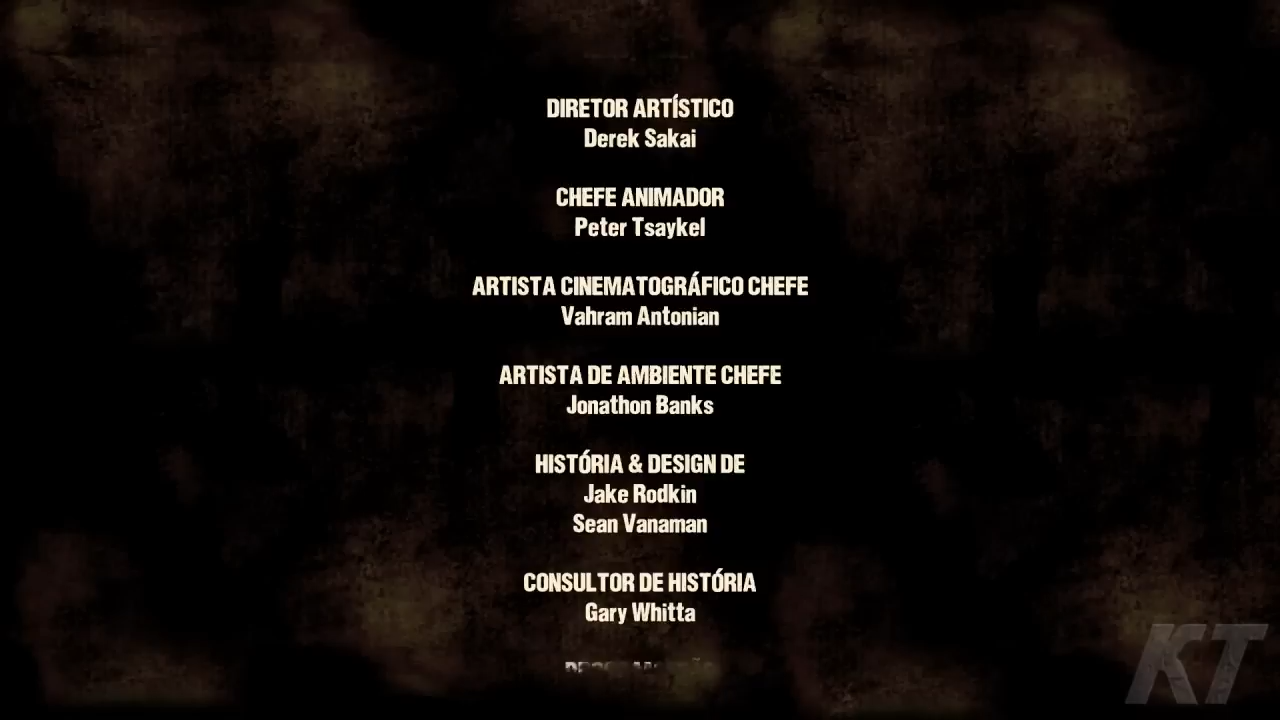 DIRETOR ARTÍSTICO
Derek Sakai
CHEFE ANIMADOR
Peter Tsaykel
ARTISTA CINEMATOGRÁFICO CHEFE
Vahram Antonian
ARTISTA DE AMBIENTE CHEFE
Jonathon Banks
HISTÓRIA & DESIGN DE
Jake Rodkin
Sean Vanaman
CONSULTOR DE HISTÓRIA
Gary Whitta
KT